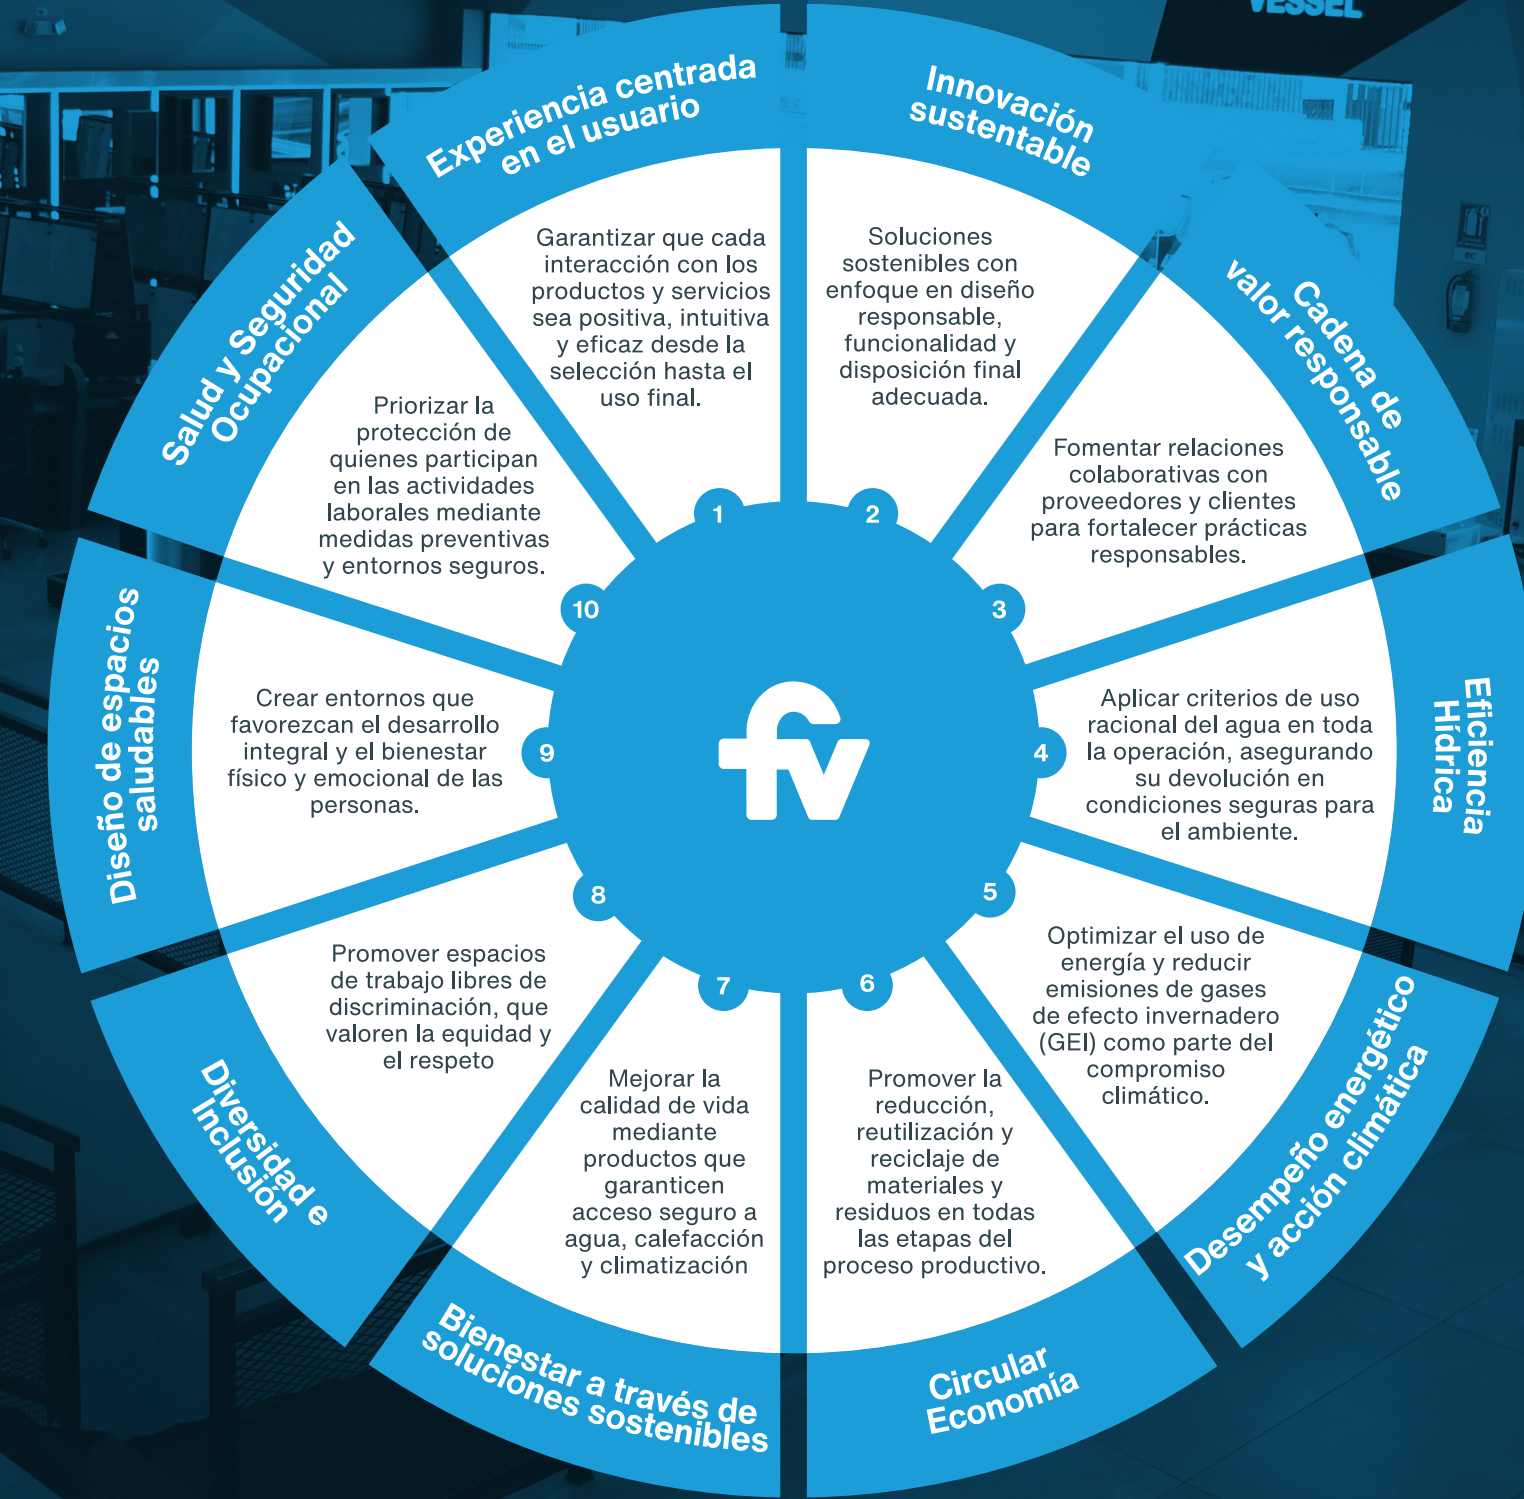 VESSEL
Experiencia centrada
en el usuario
Garantizar que cada
interacción con los
productos y servicios
sea positiva, intuitiva
y eficaz desde la
selección hasta el
uso final.
1
Innovación
sustentable
Soluciones
sostenibles con
enfoque en diseño
responsable,
funcionalidad y
disposición final
adecuada.
2
Cadena de
valor responsable
Fomentar relaciones
colaborativas con
proveedores y clientes
para fortalecer prácticas
responsables.
3
Eficiencia
Hídrica
Aplicar criterios de uso
racional del agua en toda
la operación, asegurando
su devolución en
condiciones seguras para
el ambiente.
4
Desempeño energético
y acción climática
Optimizar el uso de
energía y reducir
emisiones de gases
de efecto invernadero
(GEI) como parte del
compromiso
climático.
5
Circular
Economía
Promover la
reducción,
reutilización y
reciclaje de
materiales y
residuos en todas
las etapas del
proceso productivo.
6
Bienestar a través de
soluciones sostenibles
Mejorar la
calidad de vida
mediante
productos que
garanticen
acceso seguro a
agua, calefacción
y climatización
7
Diversidad e
Inclusión
Promover espacios
de trabajo libres de
discriminación, que
valoren la equidad y
el respeto
8
Diseño de espacios
saludables
Crear entornos que
favorezcan el desarrollo
integral y el bienestar
físico y emocional de las
personas.
9
Salud y Seguridad
Ocupacional
Priorizar la
protección de
quienes participan
en las actividades
laborales mediante
medidas preventivas
y entornos seguros.
10
fv